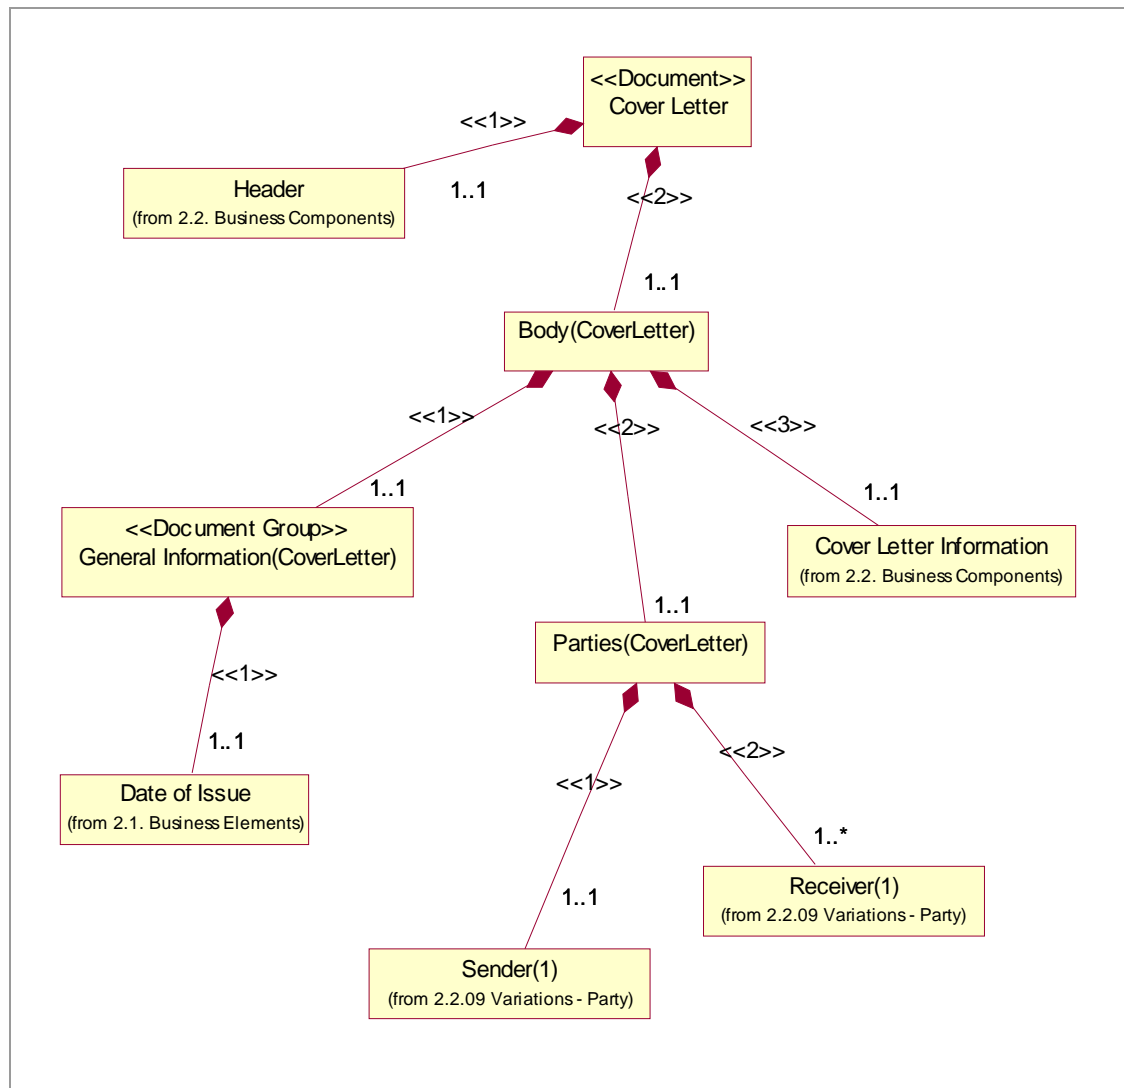 <<Document>>
Cover Letter
<<1>>
1..1
Header
(from 2.2. Business Components)
<<2>>
1..1
Body(CoverLetter)
<<1>>
<<2>>
<<3>>
1..1
1..1
<<Document Group>>
General Information(CoverLetter)
Cover Letter Information
(from 2.2. Business Components)
1..1
Parties(CoverLetter)
<<1>>
1..1
Date of Issue
(from 2.1. Business Elements)
<<1>>
<<2>>
1..*
Receiver(1)
(from 2.2.09 Variations - Party)
1..1
Sender(1)
(from 2.2.09 Variations - Party)